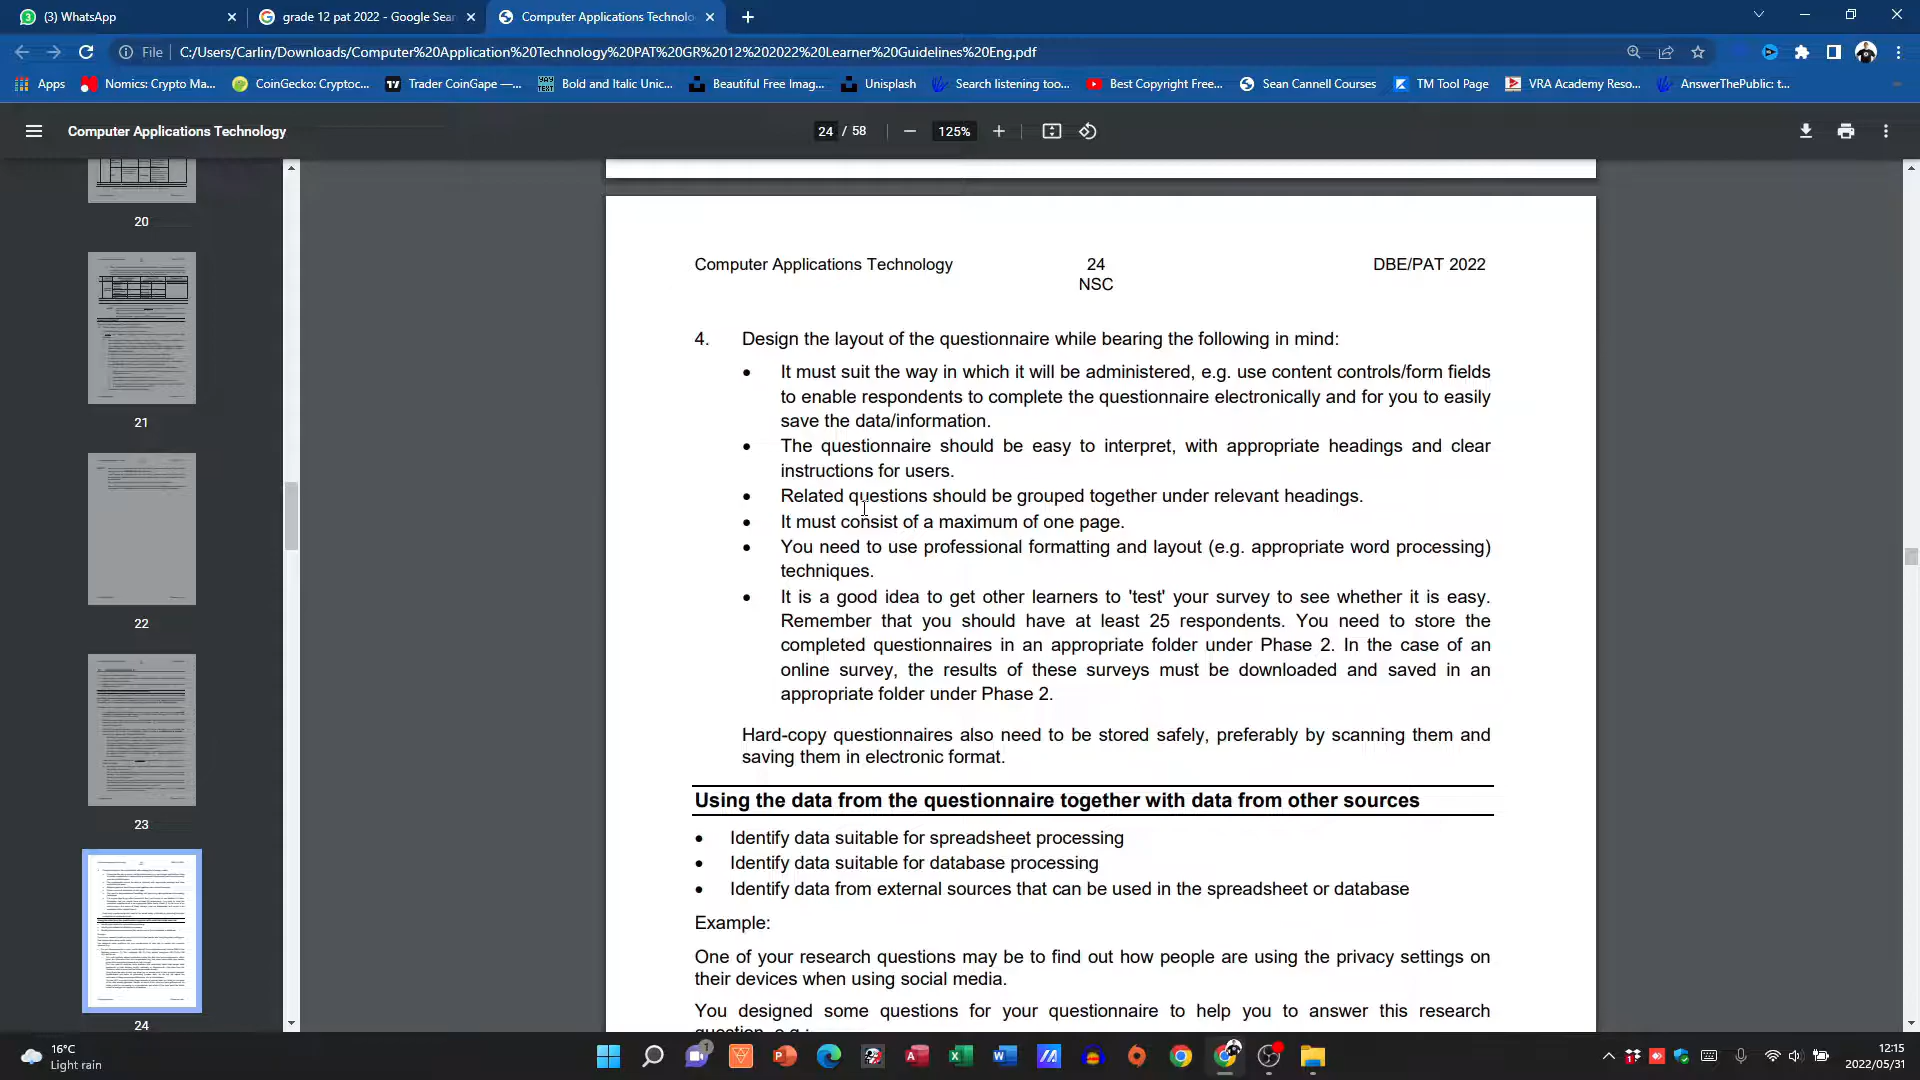 (3) WhatsApp
grade 12 pat 2022 - Google Sear
Computer Applications Technolo
File
C:/Users/Carlin/Downloads/Computer%20Application%20Technology%20PAT%20GR%2012%202022%20Learner%20Guidelines%20Eng.pdf
Apps
Nomics: Crypto Ma...
CoinGecko: Cryptoc...
Trader CoinGape —...
Bold and Italic Unic...
Beautiful Free Imag...
Unisplash
Search listening too...
Best Copyright Free...
Sean Cannell Courses
TM Tool Page
VRA Academy Reso...
AnswerThePublic: t...
Computer Applications Technology
24 / 58
125%
20
21
22
23
24
Computer Applications Technology 24 DBE/PAT 2022
NSC
4. Design the layout of the questionnaire while bearing the following in mind:
• It must suit the way in which it will be administered, e.g. use content controls/form fields
to enable respondents to complete the questionnaire electronically and for you to easily
save the data/information.
• The questionnaire should be easy to interpret, with appropriate headings and clear
instructions for users.
• Related questions should be grouped together under relevant headings.
• It must consist of a maximum of one page.
• You need to use professional formatting and layout (e.g. appropriate word processing)
techniques.
• It is a good idea to get other learners to 'test' your survey to see whether it is easy.
Remember that you should have at least 25 respondents. You need to store the
completed questionnaires in an appropriate folder under Phase 2. In the case of an
online survey, the results of these surveys must be downloaded and saved in an
appropriate folder under Phase 2.
Hard-copy questionnaires also need to be stored safely, preferably by scanning them and
saving them in electronic format.
Using the data from the questionnaire together with data from other sources
• Identify data suitable for spreadsheet processing
• Identify data suitable for database processing
• Identify data from external sources that can be used in the spreadsheet or database
Example:
One of your research questions may be to find out how people are using the privacy settings on
their devices when using social media.
You designed some questions for your questionnaire to help you to answer this research
question, e.g.:
16°C
Light rain
12:15
2022/05/31